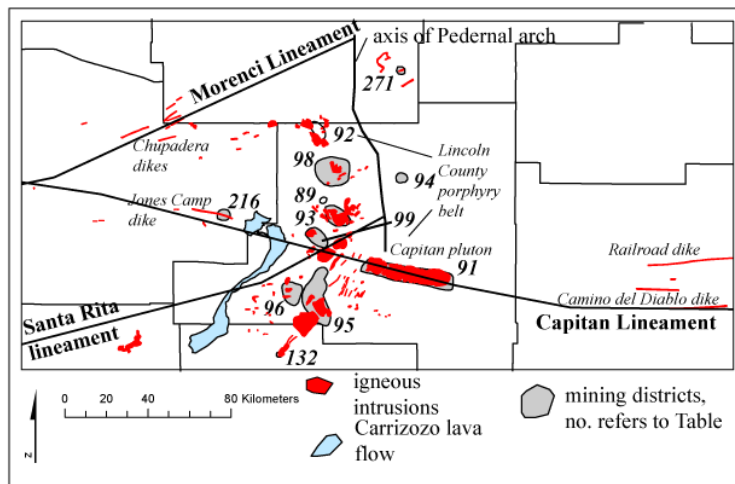 axis of Pedernal arch
Morenci Lineament
271
92
Chupadera
dikes
Lincoln
County
porphyry
belt
98
94
Jones Camp
dike
216
89
93
99
Capitan pluton
91
Railroad dike
Camino del Diablo dike
Santa Rita
lineament
96
95
Capitan Lineament
132
igneous
intrusions
mining districts,
no. refers to Table
0 20 40 80 Kilometers
Carrizozo lava
flow
z